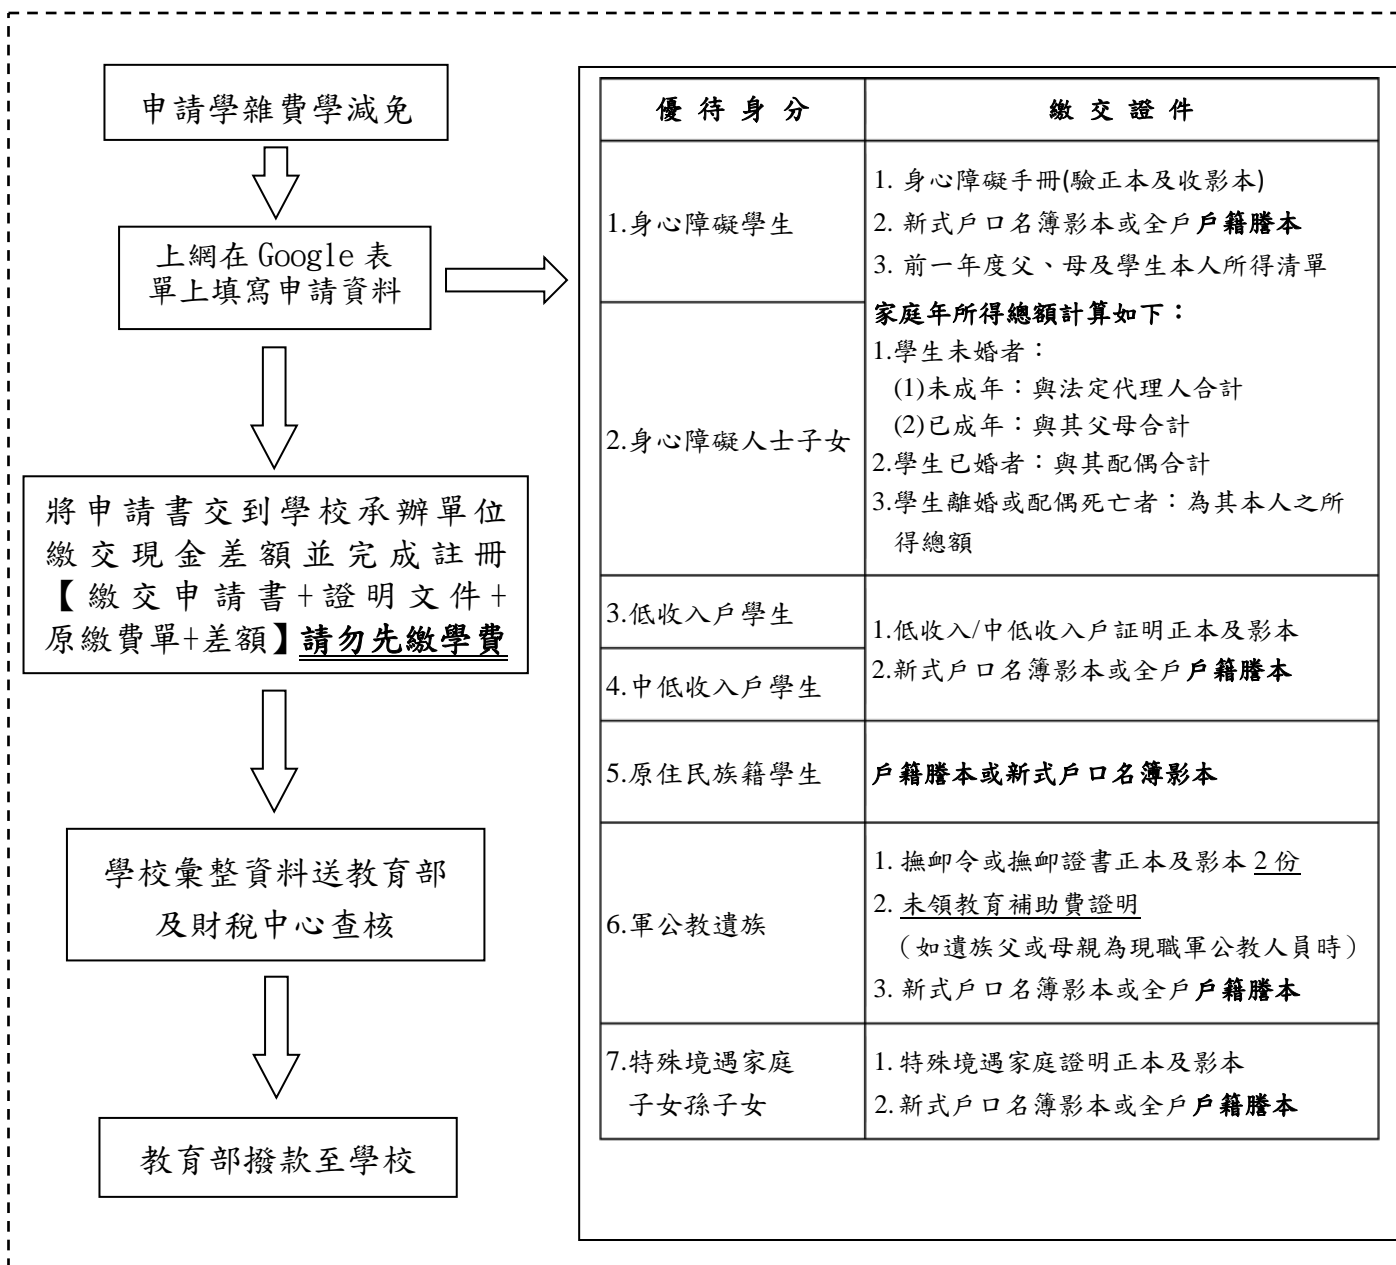 申請學雜費學減免
上網在 Google 表
單上填寫申請資料
將申請書交到學校承辦單位
繳交現金差額並完成註冊
【繳交申請書+證明文件+
原繳費單+差額】請勿先繳學費
學校彙整資料送教育部
及財稅中心查核
教育部撥款至學校
優待身分
繳交證件
1.身心障礙學生
1. 身心障礙手冊(驗正本及收影本)
2. 新式戶口名簿影本或全戶戶籍謄本
3. 前一年度父、母及學生本人所得清單
2.身心障礙人士子女
家庭年所得總額計算如下：
1.學生未婚者：
(1)未成年：與法定代理人合計
(2)已成年：與其父母合計
2.學生已婚者：與其配偶合計
3.學生離婚或配偶死亡者：為其本人之所
得總額
3.低收入戶學生
4.中低收入戶學生
1.低收入/中低收入戶証明正本及影本
2.新式戶口名簿影本或全戶戶籍謄本
5.原住民族籍學生
戶籍謄本或新式戶口名簿影本
6.軍公教遺族
1. 撫卹令或撫卹證書正本及影本 2 份
2. 未領教育補助費證明
（如遺族父或母親為現職軍公教人員時）
3. 新式戶口名簿影本或全戶戶籍謄本
7.特殊境遇家庭
子女孫子女
1. 特殊境遇家庭證明正本及影本
2. 新式戶口名簿影本或全戶戶籍謄本